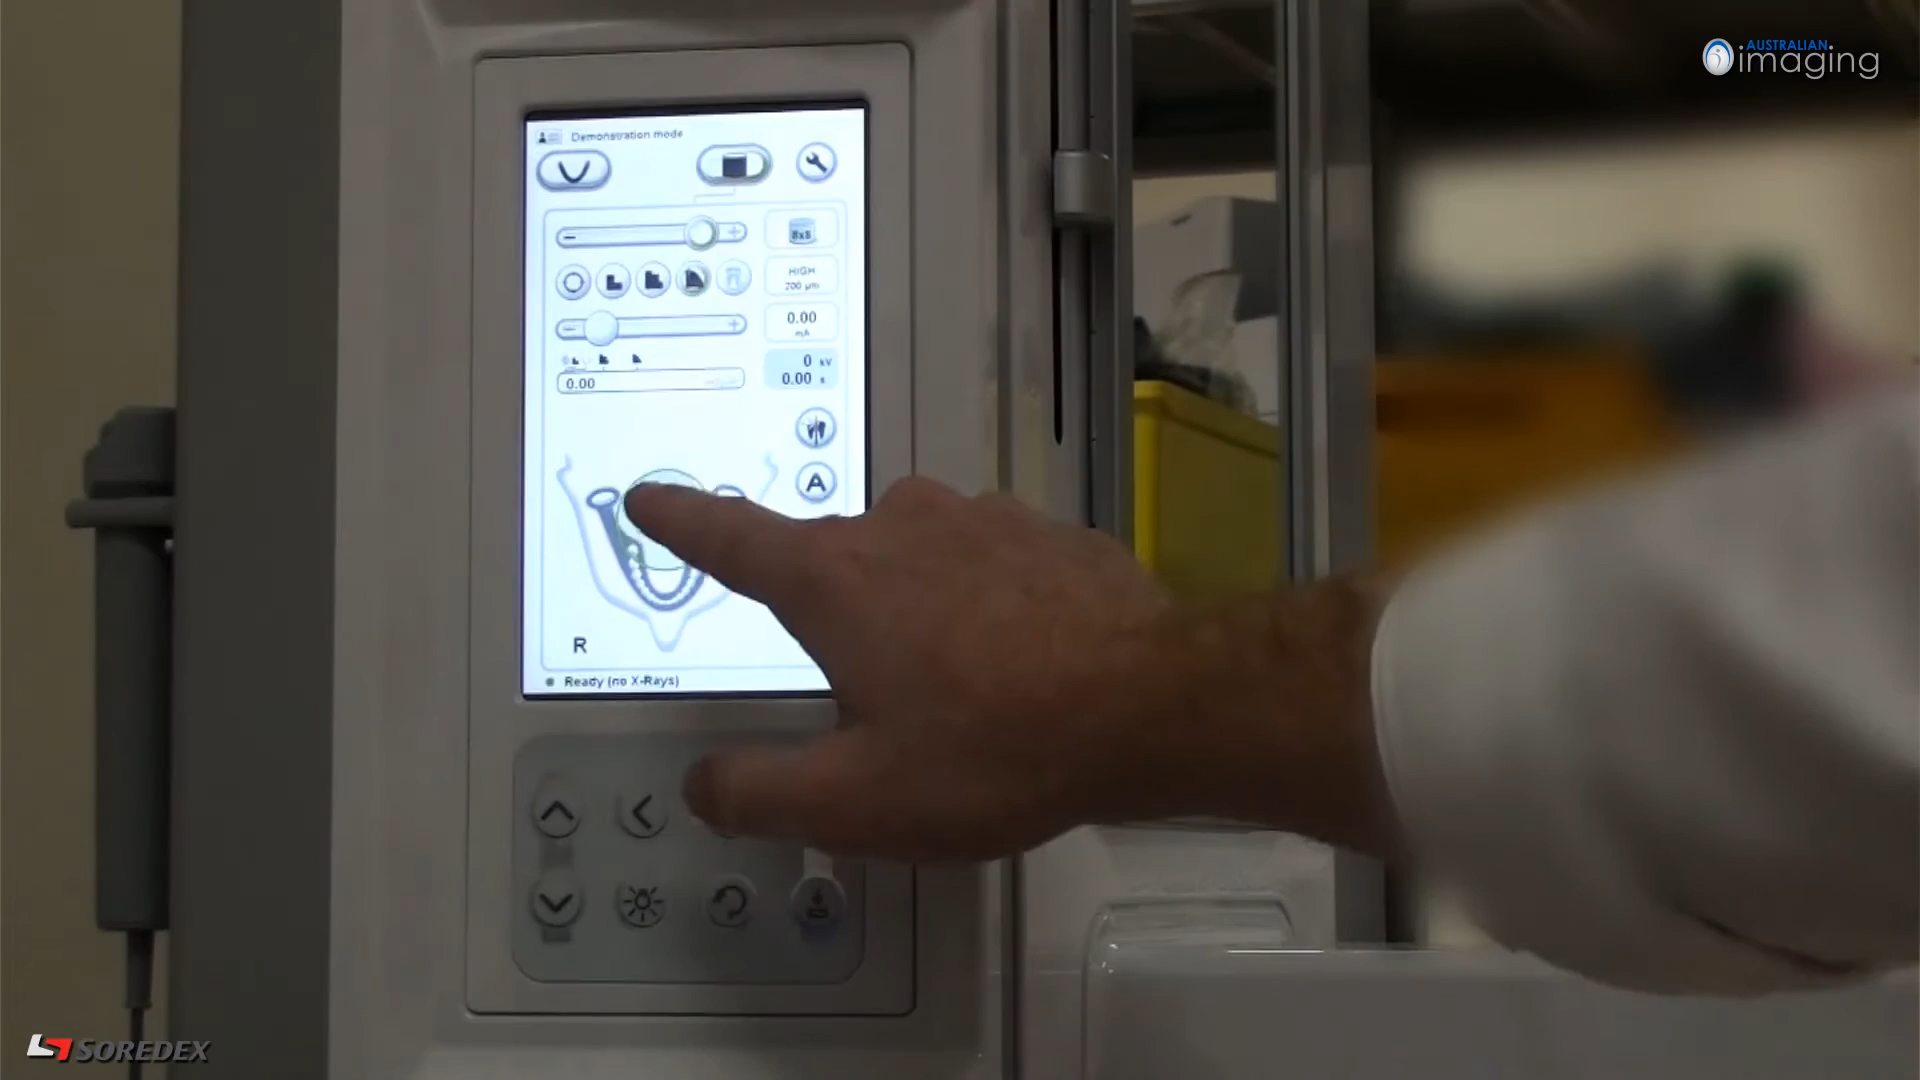 AUSTRALIAN
imaging
Demonstration mode
8x8
HIGH
200 µm
0.00
mA
0 kV
0.00 s
0.00
A
R
Ready (no X-Rays)
SOREDEX